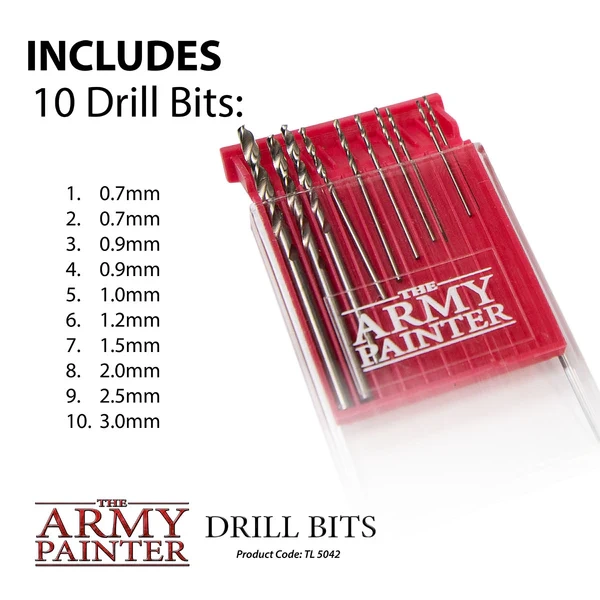 INCLUDES
10 Drill Bits:
1. 0.7mm
2. 0.7mm
3. 0.9mm
4. 0.9mm
5. 1.0mm
6. 1.2mm
7. 1.5mm
8. 2.0mm
9. 2.5mm
10. 3.0mm
THE
ARMY
PAINTER
THE
ARMY
PAINTER
DRILL BITS
Product Code: TL 5042